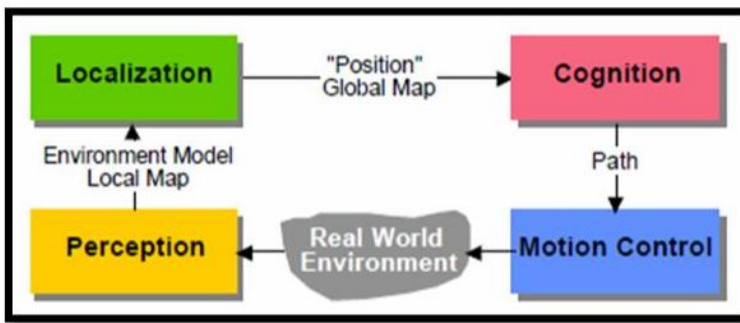 Localization
"Position"
Global Map
Cognition
Environment Model
Local Map
Path
Perception
Real World
Environment
Motion Control